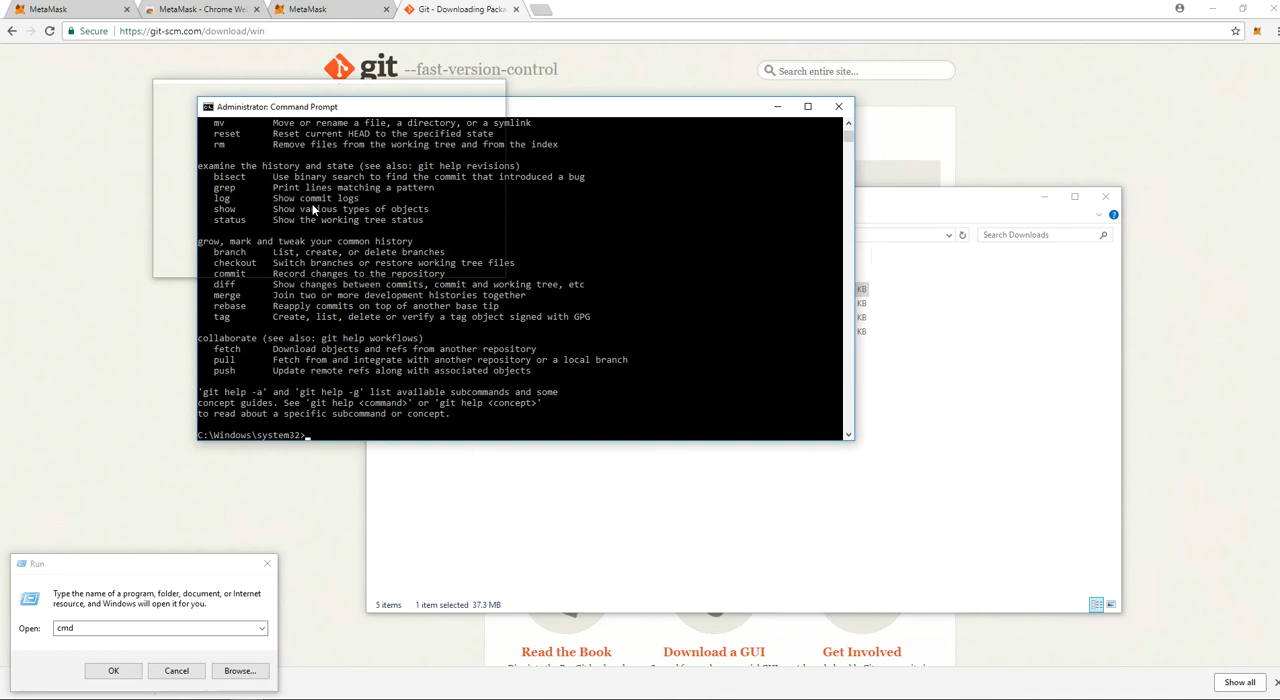 MetaMask
MetaMask - Chrome Web
MetaMask
Git - Downloading Packa
Secure
https://git-scm.com/download/win
git --fast-version-control
Search entire site...
Administrator: Command Prompt
mv Move or rename a file, a directory, or a symlink
reset Reset current HEAD to the specified state
rm Remove files from the working tree and from the index
examine the history and state (see also: git help revisions)
bisect Use binary search to find the commit that introduced a bug
grep Print lines matching a pattern
log Show commit logs
show Show various types of objects
status Show the working tree status
grow, mark and tweak your common history
branch List, create, or delete branches
checkout Switch branches or restore working tree files
commit Record changes to the repository
diff Show changes between commits, commit and working tree, etc
merge Join two or more development histories together
rebase Reapply commits on top of another base tip
tag Create, list, delete or verify a tag object signed with GPG
collaborate (see also: git help workflows)
fetch Download objects and refs from another repository
pull Fetch from and integrate with another repository or a local branch
push Update remote refs along with associated objects
'git help -a' and 'git help -g' list available subcommands and some
concept guides. See 'git help <command>' or 'git help <concept>'
to read about a specific subcommand or concept.
C:\Windows\system32>
Search Downloads
KB
KB
KB
KB
5 items 1 item selected 37.3 MB
Run
Type the name of a program, folder, document, or Internet
resource, and Windows will open it for you.
Open: cmd
OK
Cancel
Browse...
Read the Book
Download a GUI
Get Involved
Show all